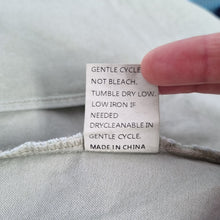 GENTLE CYCLE
NOT BLEACH.
TUMBLE DRY LOW.
LOW IRON IF
NEEDED
DRYCLEANABLE IN
GENTLE CYCLE.
MADE IN CHINA